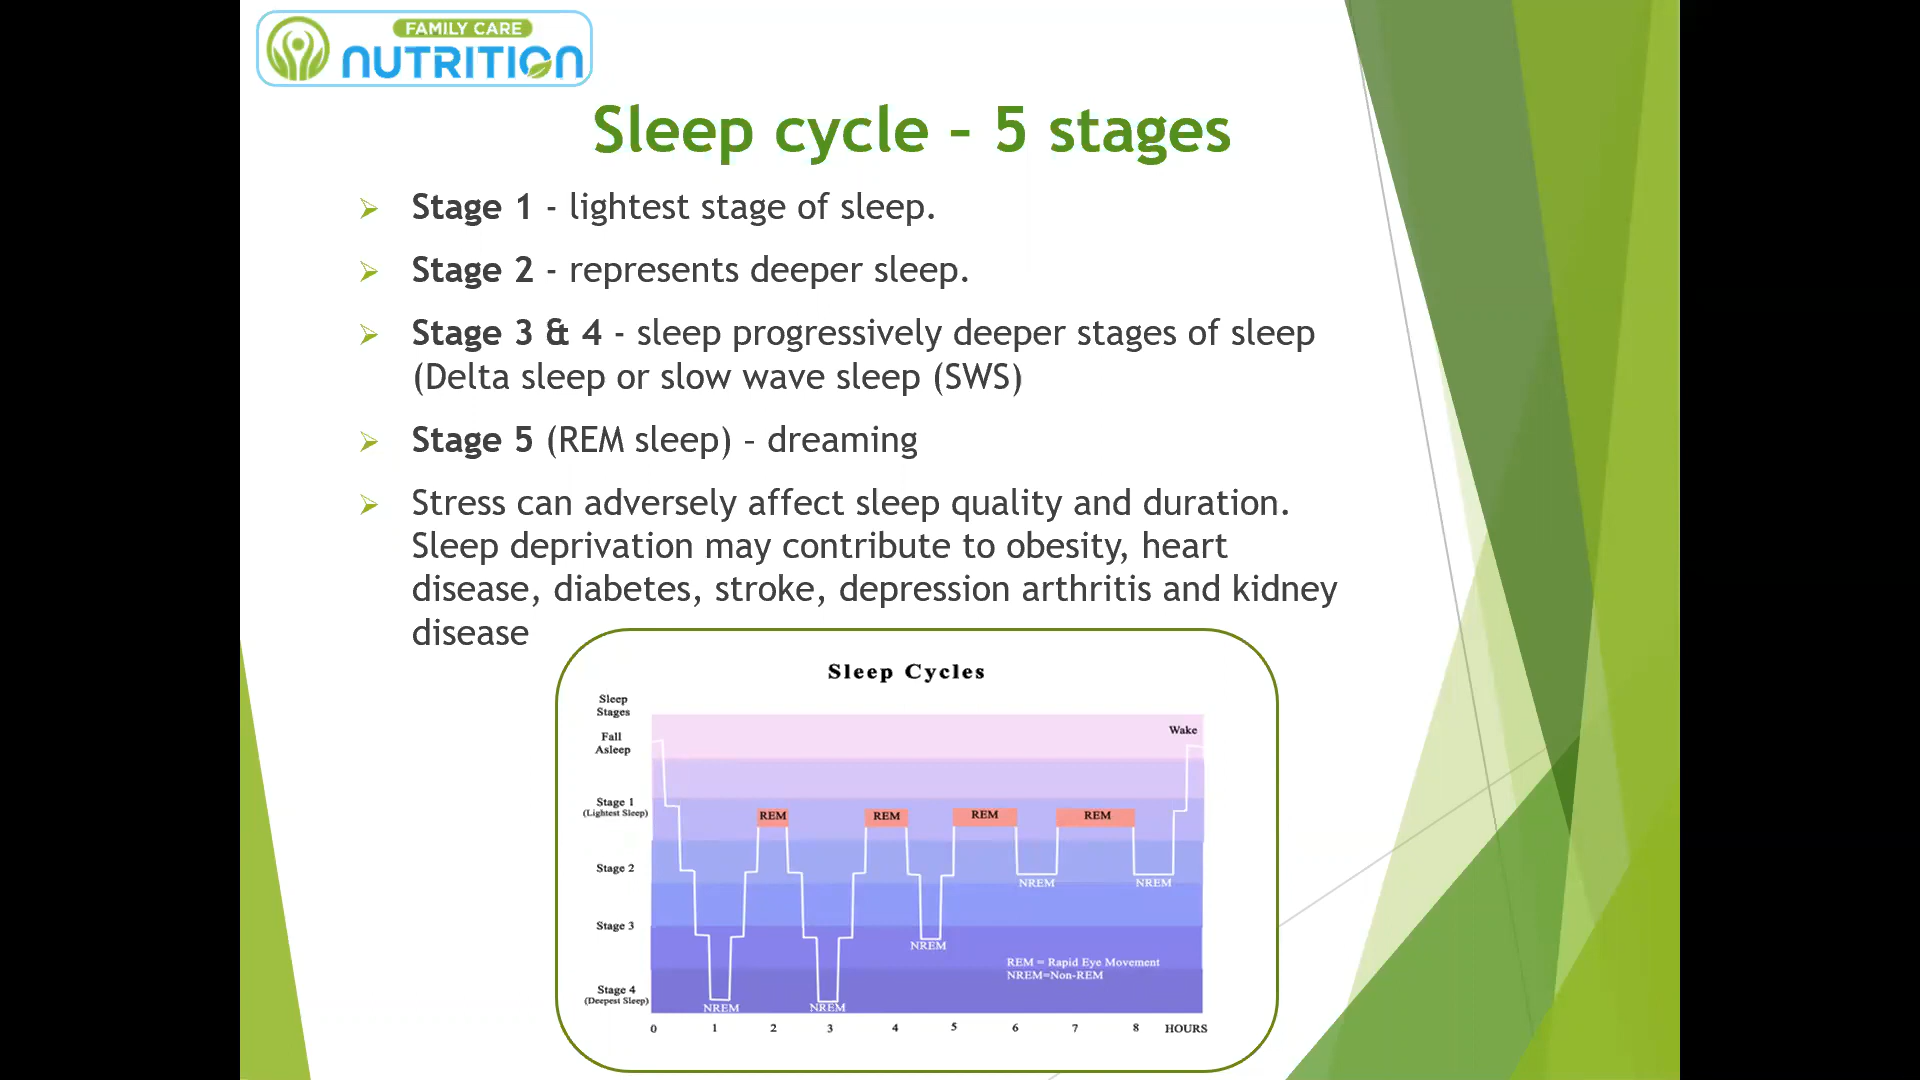 FAMILY CARE
NUTRITION
Sleep cycle – 5 stages
Stage 1 - lightest stage of sleep.
Stage 2 - represents deeper sleep.
Stage 3 & 4 - sleep progressively deeper stages of sleep
(Delta sleep or slow wave sleep (SWS)
Stage 5 (REM sleep) – dreaming
Stress can adversely affect sleep quality and duration.
Sleep deprivation may contribute to obesity, heart
disease, diabetes, stroke, depression arthritis and kidney
disease
Sleep Cycles
Sleep
Stages
Fall
Asleep
Wake
Stage 1
(Lightest Sleep)
REM REM REM REM
Stage 2
NREM NREM
Stage 3
NREM
REM = Rapid Eye Movement
NREM=Non-REM
Stage 4
(Deepest Sleep)
NREM NREM
0 1 2 3 4 5 6 7 8 HOURS